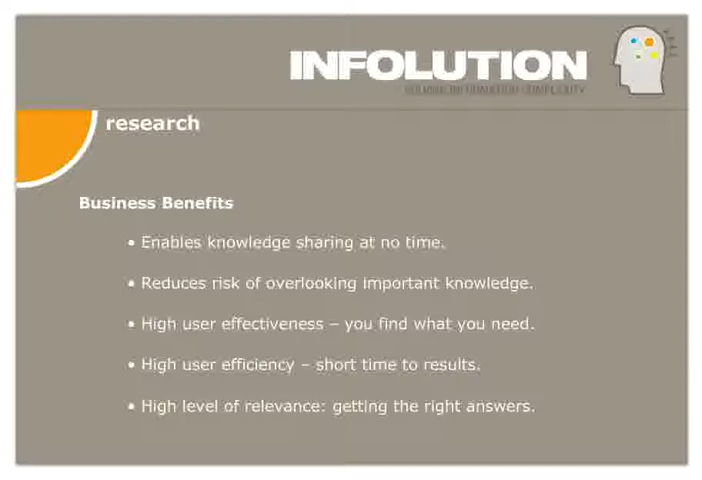 INFOLUTION
SOLVING INFORMATION COMPLEXITY
research
Business Benefits
• Enables knowledge sharing at no time.
• Reduces risk of overlooking important knowledge.
• High user effectiveness – you find what you need.
• High user efficiency – short time to results.
• High level of relevance: getting the right answers.